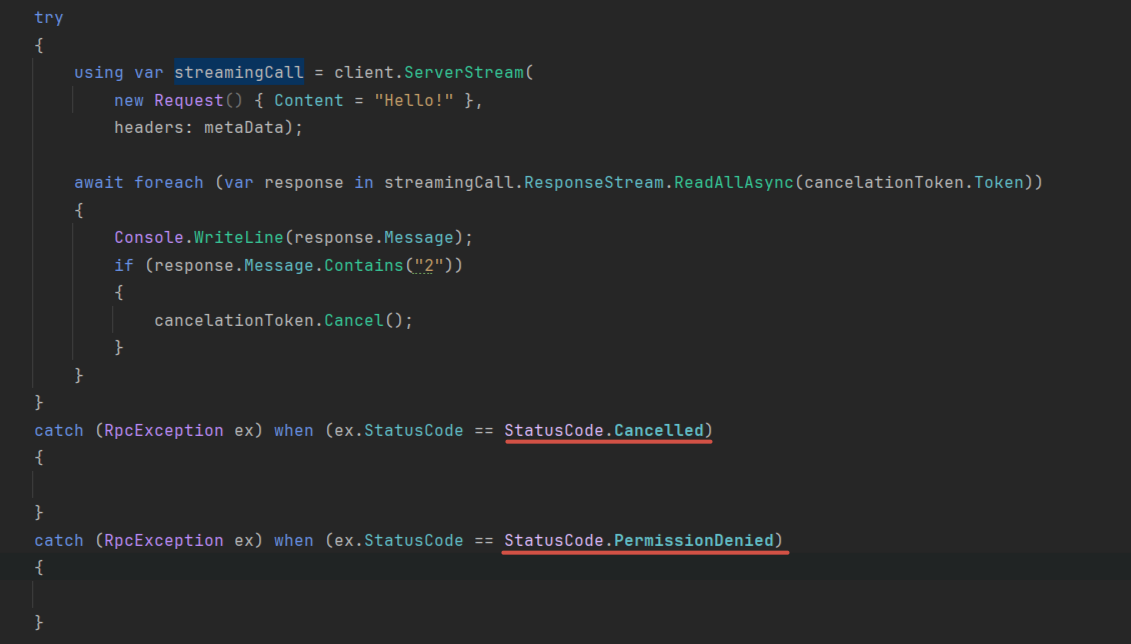 try
{
    using var streamingCall = client.ServerStream(
        new Request() { Content = "Hello!" },
        headers: metaData);

    await foreach (var response in streamingCall.ResponseStream.ReadAllAsync(cancelationToken.Token))
    {
        Console.WriteLine(response.Message);
        if (response.Message.Contains("2"))
        {
            cancelationToken.Cancel();
        }
    }
}
catch (RpcException ex) when (ex.StatusCode == StatusCode.Cancelled)
{

}
catch (RpcException ex) when (ex.StatusCode == StatusCode.PermissionDenied)
{

}